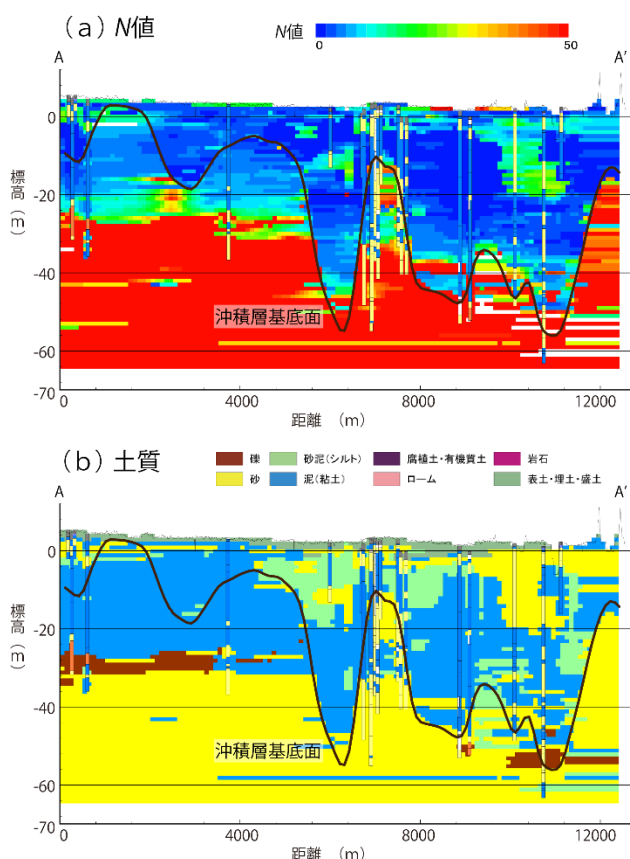 (a) N値
N値
0
50
A
A'
0
-20
-40
-60
-70
標高 (m)
沖積層基底面
0
4000
8000
12000
距離 (m)
(b) 土質
礫
砂泥(シルト)
腐植土・有機質土
岩石
砂
泥(粘土)
ローム
表土・埋土・盛土
A
A'
0
-20
-40
-60
-70
標高 (m)
沖積層基底面
0
4000
8000
12000
距離 (m)